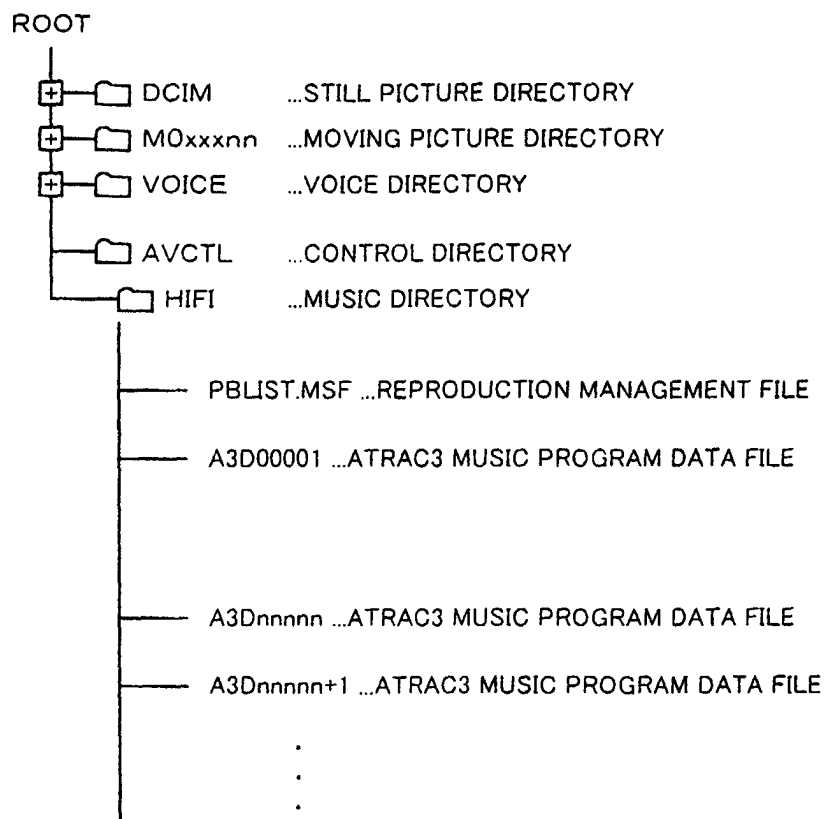 ROOT
DCIM ...STILL PICTURE DIRECTORY
M0xxxnn ...MOVING PICTURE DIRECTORY
VOICE ...VOICE DIRECTORY
AVCTL ...CONTROL DIRECTORY
HIFI ...MUSIC DIRECTORY
PBLIST.MSF ...REPRODUCTION MANAGEMENT FILE
A3D00001 ...ATRAC3 MUSIC PROGRAM DATA FILE
A3Dnnnnn ...ATRAC3 MUSIC PROGRAM DATA FILE
A3Dnnnnn+1 ...ATRAC3 MUSIC PROGRAM DATA FILE